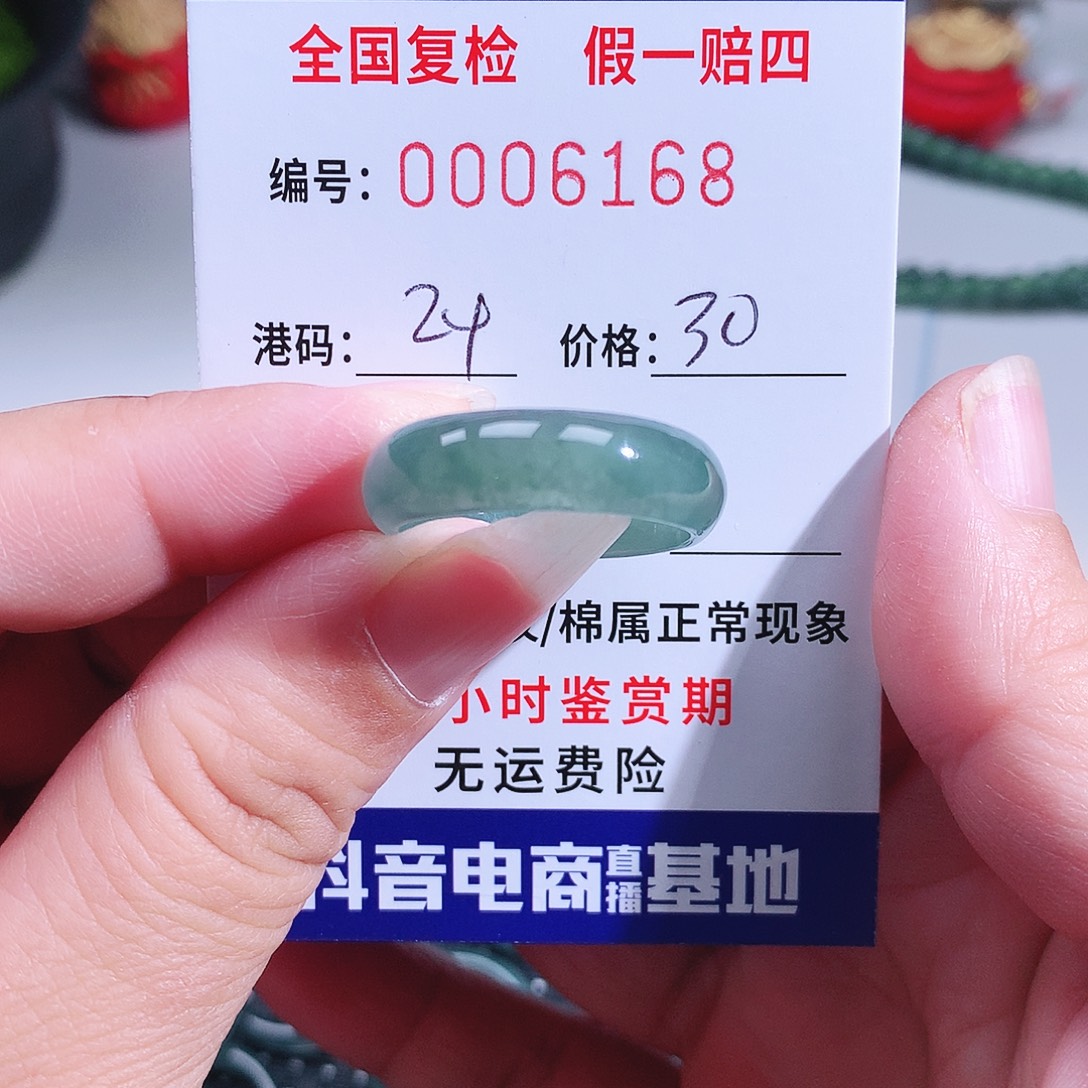 全国复检 假一赔四
编号：0006168
港码：24 价格：30
/棉属正常现象
小时鉴赏期
无运费险
抖音电商直播基地